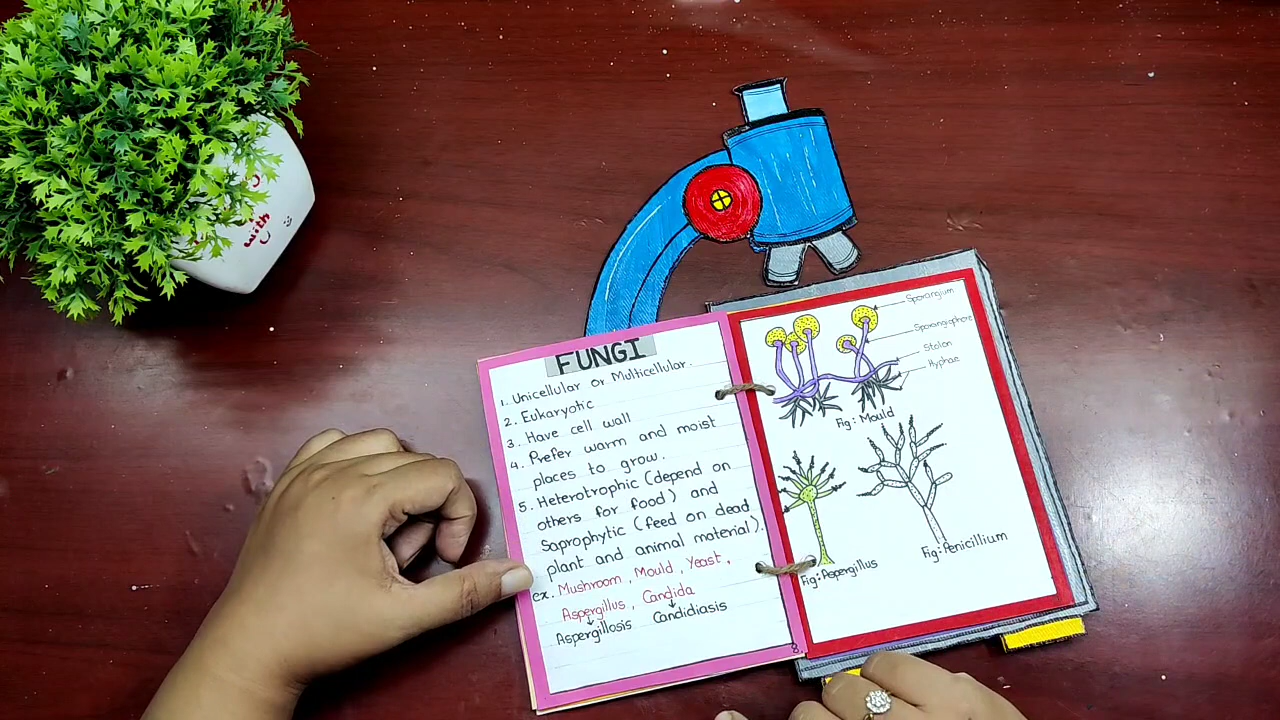 with
FUNGI
1. Unicellular or Multicellular.
2. Eukaryotic
3. Have cell wall
4. Prefer warm and moist
places to grow.
5. Heterotrophic (depend on
others for food) and
Saprophytic (feed on dead
plant and animal material).
ex. Mushroom, Mould, Yeast,
Aspergillus, Candida
↓ ↓
Aspergillosis Candidiasis
8
Sporangium
Sporangiophore
Stolon
Hyphae
Fig: Mould
Fig: Aspergillus
Fig: Penicillium